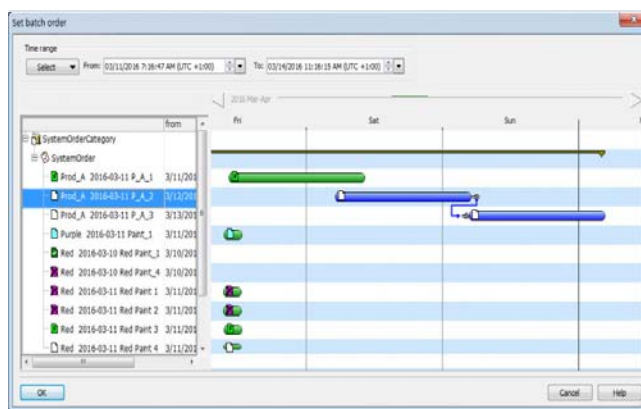 Set batch order
Time range
Select From: 03/11/2016 7:16:47 AM (UTC +1:00) To: 03/14/2016 11:16:15 AM (UTC +1:00)
2016 Mar-Apr
from Fri Sat Sun
SystemOrderCategory
SystemOrder
Prod_A 2016-03-11 P_A_1 3/11/201
Prod_A 2016-03-11 P_A_2 3/12/201
Prod_A 2016-03-11 P_A_3 3/13/201
Purple 2016-03-11 Paint_1 3/11/201
Red 2016-03-10 Red Paint_1 3/10/201
Red 2016-03-10 Red Paint_4 3/10/201
Red 2016-03-11 Red Paint 1 3/11/201
Red 2016-03-11 Red Paint 2 3/11/201
Red 2016-03-11 Red Paint 3 3/11/201
Red 2016-03-11 Red Paint 4 3/11/201
OK Cancel Help